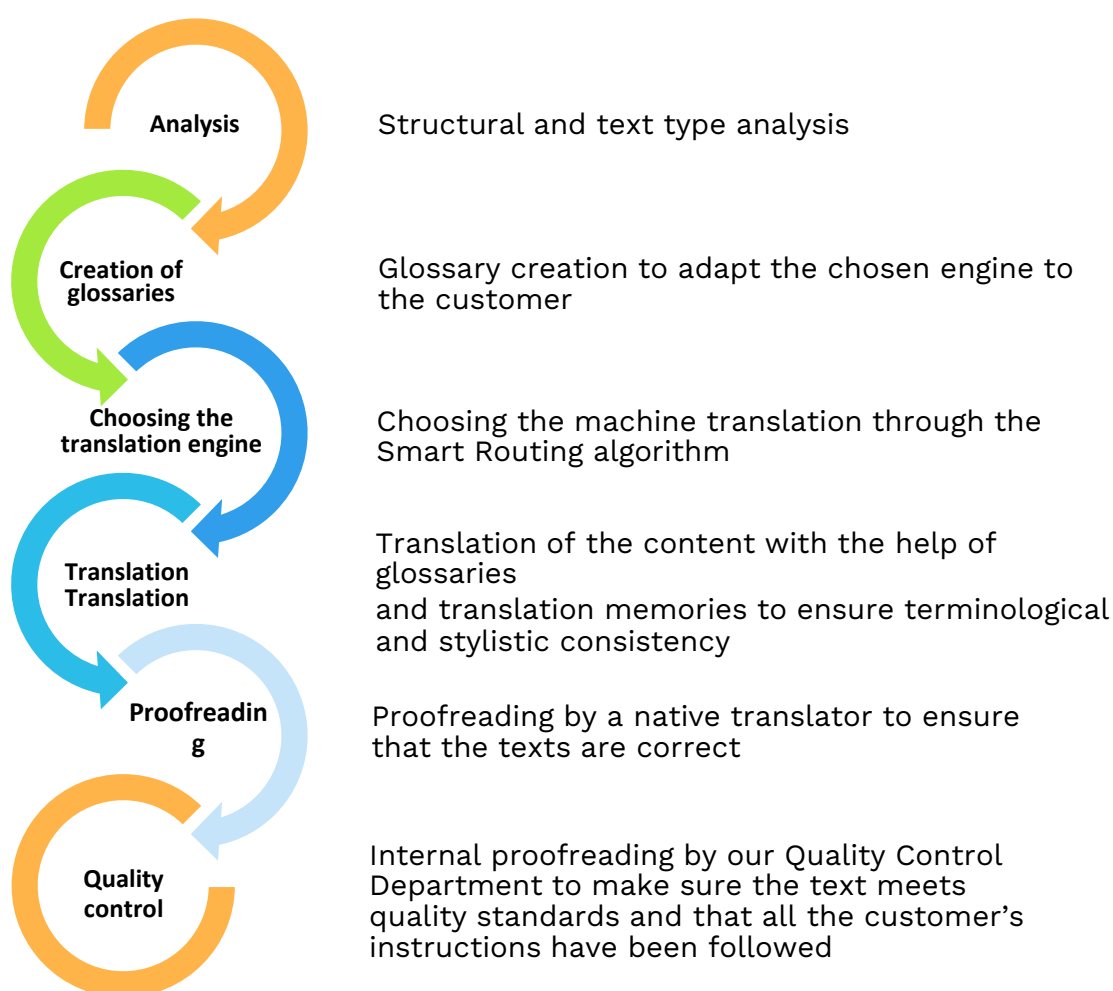 Analysis
Structural and text type analysis
Creation of
glossaries
Glossary creation to adapt the chosen engine to
the customer
Choosing the
translation engine
Choosing the machine translation through the
Smart Routing algorithm
Translation
Translation
Translation of the content with the help of
glossaries
and translation memories to ensure terminological
and stylistic consistency
Proofreadin
g
Proofreading by a native translator to ensure
that the texts are correct
Quality
control
Internal proofreading by our Quality Control
Department to make sure the text meets
quality standards and that all the customer’s
instructions have been followed